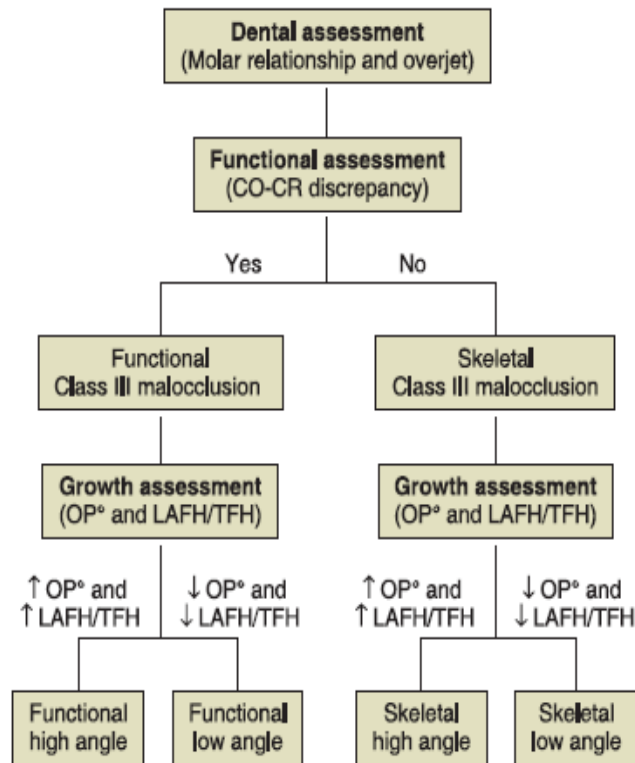 Dental assessment
(Molar relationship and overjet)
Functional assessment
(CO-CR discrepancy)
Yes
No
Functional
Class III malocclusion
Skeletal
Class III malocclusion
Growth assessment
(OP° and LAFH/TFH)
Growth assessment
(OP° and LAFH/TFH)
↑ OP° and
↑ LAFH/TFH
↓ OP° and
↓ LAFH/TFH
↑ OP° and
↑ LAFH/TFH
↓ OP° and
↓ LAFH/TFH
Functional
high angle
Functional
low angle
Skeletal
high angle
Skeletal
low angle